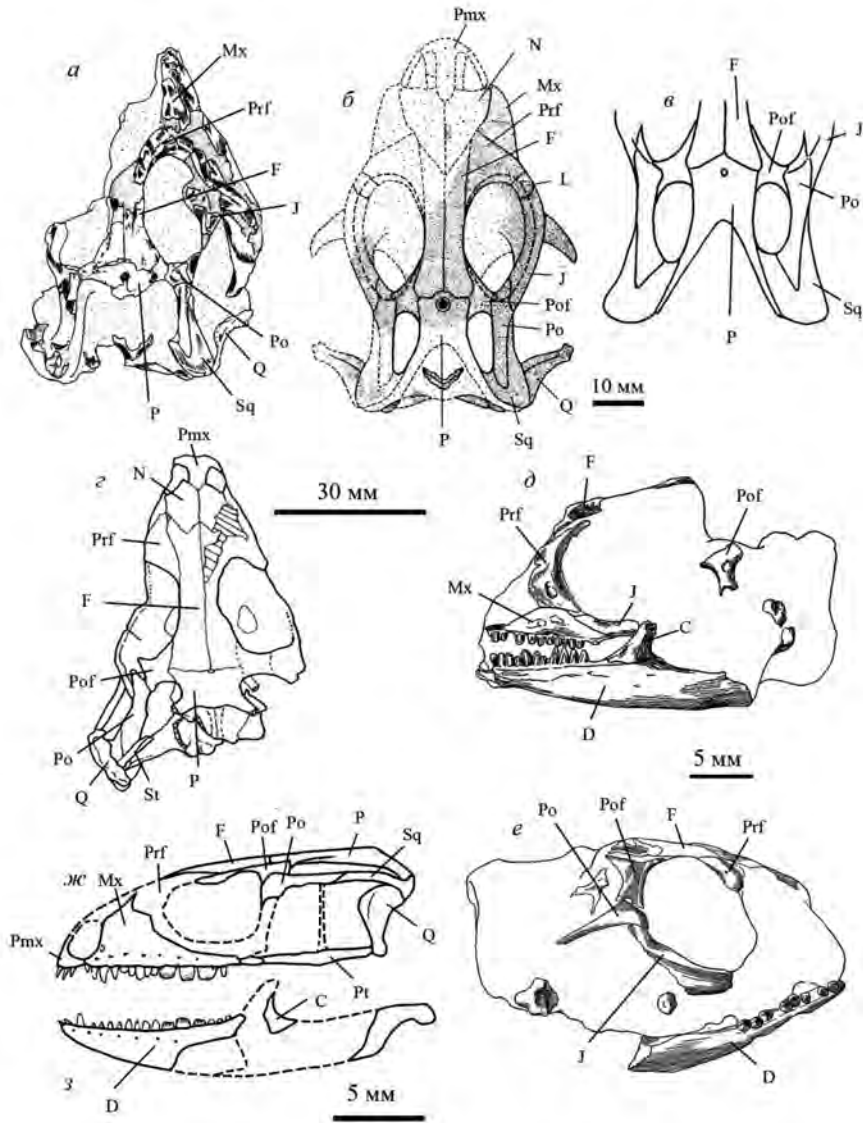 а
Mx
Prf
F
J
Po
Q
Sq
P
б
Pmx
N
Mx
Prf
F
L
J
Pof
Po
Q
Sq
P
10 мм
в
F
Pof
J
Po
Sq
P
г
Pmx
N
Prf
F
Pof
Po
Q
St
P
30 мм
д
F
Prf
Mx
Pof
J
C
D
5 мм
ж
Pmx
Mx
Prf
F
Pof
Po
P
Sq
Q
Pt
з
C
D
5 мм
е
Po
Pof
F
Prf
J
D